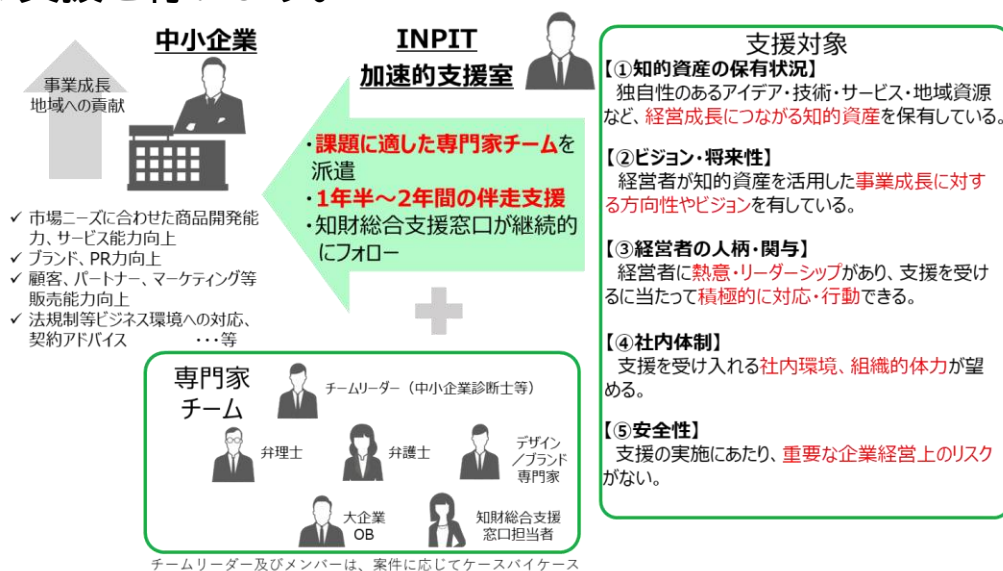 中小企業
事業成長
地域への貢献
✓ 市場ニーズに合わせた商品開発能
力、サービス能力向上
✓ ブランド、PR力向上
✓ 顧客、パートナー、マーケティング等
販売能力向上
✓ 法規制等ビジネス環境への対応、
契約アドバイス ･･･等
INPIT
加速的支援室
・課題に適した専門家チームを
派遣
・1年半～2年間の伴走支援
・知財総合支援窓口が継続的
にフォロー
専門家
チーム
チームリーダー（中小企業診断士等）
弁理士
弁護士
デザイン
／ブランド
専門家
大企業
OB
知財総合支援
窓口担当者
チームリーダー及びメンバーは、案件に応じてケースバイケース
支援対象
【①知的資産の保有状況】
独自性のあるアイデア・技術・サービス・地域資源
など、経営成長につながる知的資産を保有している。
【②ビジョン・将来性】
経営者が知的資産を活用した事業成長に対す
る方向性やビジョンを有している。
【③経営者の人柄・関与】
経営者に熱意・リーダーシップがあり、支援を受け
るに当たって積極的に対応・行動できる。
【④社内体制】
支援を受け入れる社内環境、組織的体力が望
める。
【⑤安全性】
支援の実施にあたり、重要な企業経営上のリスク
がない。